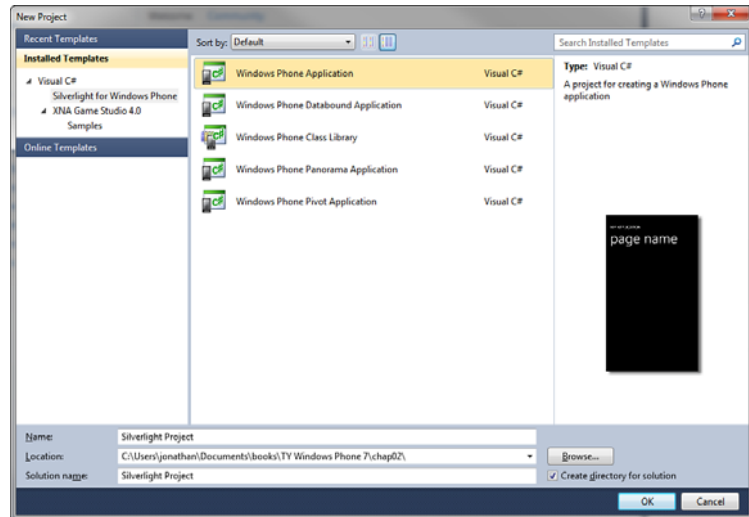 Welcome Community
New Project
Recent Templates
Installed Templates
Visual C#
Silverlight for Windows Phone
XNA Game Studio 4.0
Samples
Online Templates
Sort by: Default
Windows Phone Application Visual C#
Windows Phone Databound Application Visual C#
Windows Phone Class Library Visual C#
Windows Phone Panorama Application Visual C#
Windows Phone Pivot Application Visual C#
Search Installed Templates
Type: Visual C#
A project for creating a Windows Phone
application
MY APPLICATION
page name
Name: Silverlight Project
Location: C:\Users\jonathan\Documents\books\TY Windows Phone 7\chap02\
Browse...
Solution name: Silverlight Project
Create directory for solution
OK Cancel